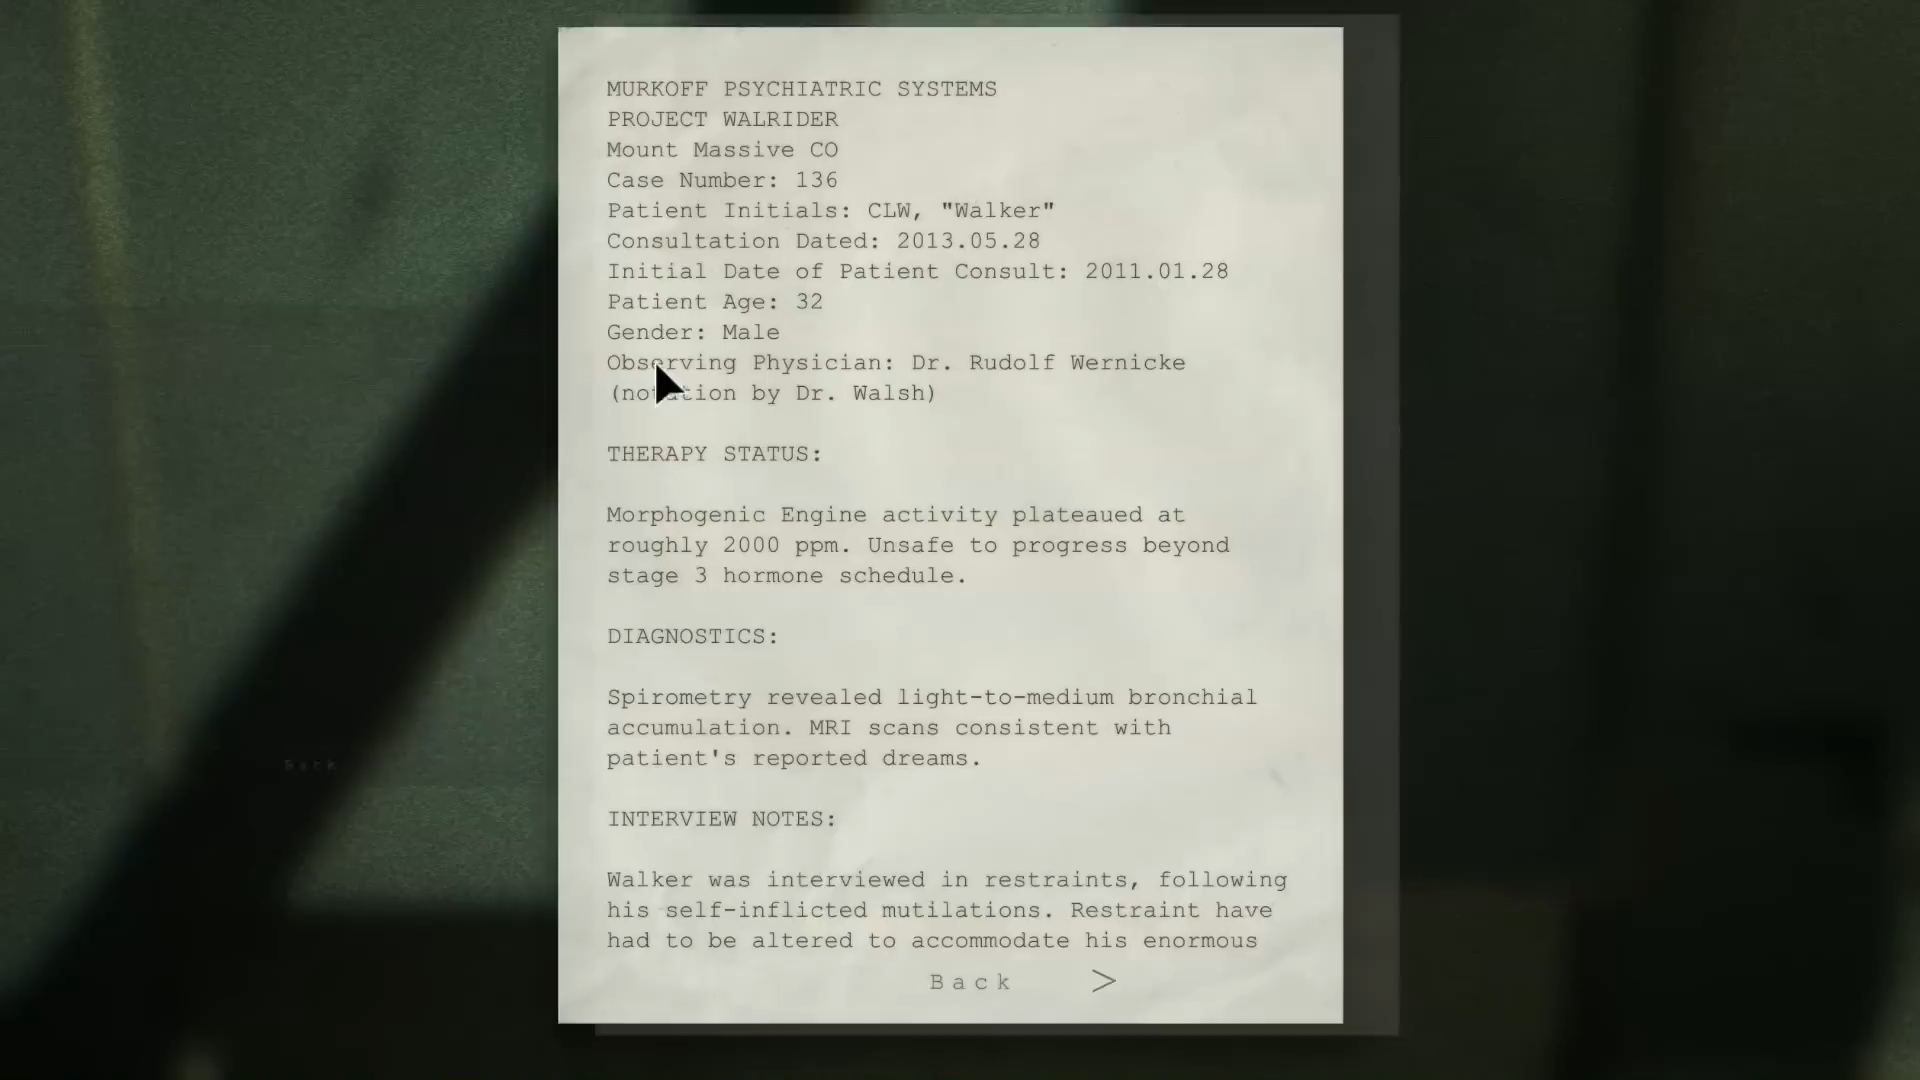 MURKOFF PSYCHIATRIC SYSTEMS
PROJECT WALRIDER
Mount Massive CO
Case Number: 136
Patient Initials: CLW, "Walker"
Consultation Dated: 2013.05.28
Initial Date of Patient Consult: 2011.01.28
Patient Age: 32
Gender: Male
Observing Physician: Dr. Rudolf Wernicke
(notation by Dr. Walsh)
THERAPY STATUS:
Morphogenic Engine activity plateaued at
roughly 2000 ppm. Unsafe to progress beyond
stage 3 hormone schedule.
DIAGNOSTICS:
Spirometry revealed light-to-medium bronchial
accumulation. MRI scans consistent with
patient's reported dreams.
INTERVIEW NOTES:
Walker was interviewed in restraints, following
his self-inflicted mutilations. Restraint have
had to be altered to accommodate his enormous
Back >
Back